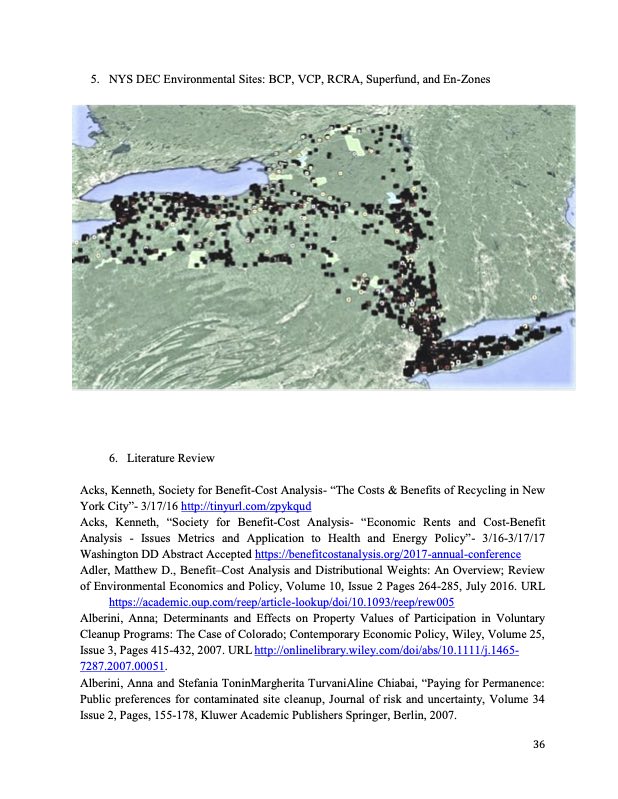 5. NYS DEC Environmental Sites: BCP, VCP, RCRA, Superfund, and En-Zones
6. Literature Review
Acks, Kenneth, Society for Benefit-Cost Analysis- “The Costs & Benefits of Recycling in New
York City”- 3/17/16 http://tinyurl.com/zpykqud
Acks, Kenneth, “Society for Benefit-Cost Analysis- “Economic Rents and Cost-Benefit
Analysis - Issues Metrics and Application to Health and Energy Policy”- 3/16-3/17/17
Washington DD Abstract Accepted https://benefitcostanalysis.org/2017-annual-conference
Adler, Matthew D., Benefit–Cost Analysis and Distributional Weights: An Overview; Review
of Environmental Economics and Policy, Volume 10, Issue 2 Pages 264-285, July 2016. URL
https://academic.oup.com/reep/article-lookup/doi/10.1093/reep/rew005
Alberini, Anna; Determinants and Effects on Property Values of Participation in Voluntary
Cleanup Programs: The Case of Colorado; Contemporary Economic Policy, Wiley, Volume 25,
Issue 3, Pages 415-432, 2007. URL http://onlinelibrary.wiley.com/doi/abs/10.1111/j.1465-
7287.2007.00051.
Alberini, Anna and Stefania ToninMargherita TurvaniAline Chiabai, “Paying for Permanence:
Public preferences for contaminated site cleanup, Journal of risk and uncertainty, Volume 34
Issue 2, Pages, 155-178, Kluwer Academic Publishers Springer, Berlin, 2007.
36